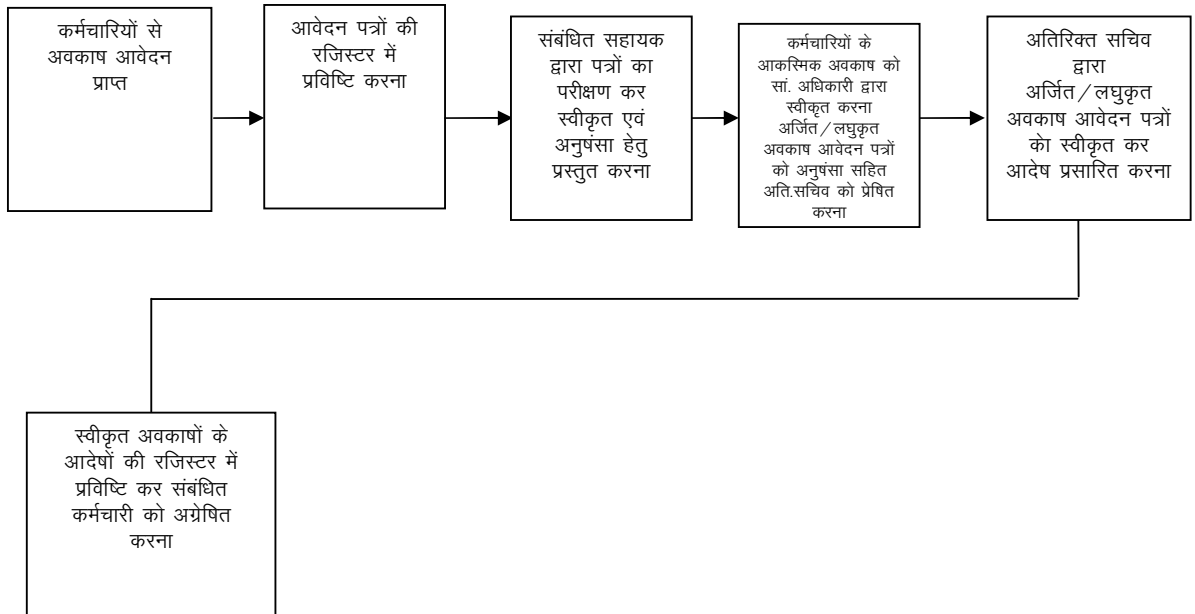 कर्मचारियों से
अवकाष आवेदन
प्राप्त
आवेदन पत्रों की
रजिस्टर में
प्रविष्टि करना
संबंधित सहायक
द्वारा पत्रों का
परीक्षण कर
स्वीकृत एवं
अनुषंसा हेतु
प्रस्तुत करना
कर्मचारियों के
आकस्मिक अवकाष को
सां. अधिकारी द्वारा
स्वीकृत करना
अर्जित/लघुकृत
अवकाष आवेदन पत्रों
को अनुषंसा सहित
अति.सचिव को प्रेषित
करना
अतिरिक्त सचिव
द्वारा
अर्जित/लघुकृत
अवकाष आवेदन पत्रों
केा स्वीकृत कर
आदेष प्रसारित करना
स्वीकृत अवकाषों के
आदेषों की रजिस्टर में
प्रविष्टि कर संबंधित
कर्मचारी को अग्रेषित
करना